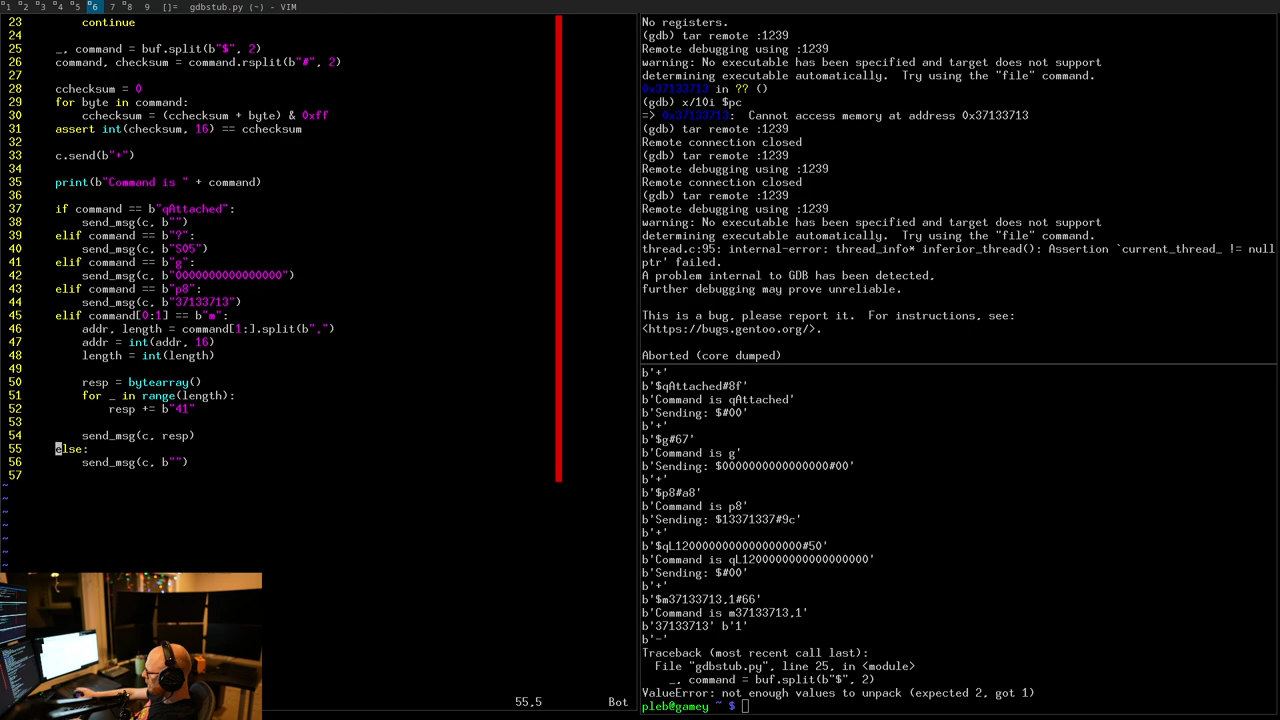 1 2 3 4 5 6 7 8 9 []= gdbstub.py (~) - VIM
23 continue
24
25 _, command = buf.split(b"$", 2)
26 command, checksum = command.rsplit(b"#", 2)
27
28 cchecksum = 0
29 for byte in command:
30 cchecksum = (cchecksum + byte) & 0xff
31 assert int(checksum, 16) == cchecksum
32
33 c.send(b"+")
34
35 print(b"Command is " + command)
36
37 if command == b"qAttached":
38 send_msg(c, b"")
39 elif command == b"?":
40 send_msg(c, b"S05")
41 elif command == b"g":
42 send_msg(c, b"0000000000000000")
43 elif command == b"p8":
44 send_msg(c, b"37133713")
45 elif command[0:1] == b"m":
46 addr, length = command[1:].split(b",")
47 addr = int(addr, 16)
48 length = int(length)
49
50 resp = bytearray()
51 for _ in range(length):
52 resp += b"41"
53
54 send_msg(c, resp)
55 else:
56 send_msg(c, b"")
57
~
~
~
~
~
~
~
55,5 Bot
No registers.
(gdb) tar remote :1239
Remote debugging using :1239
warning: No executable has been specified and target does not support
determining executable automatically.  Try using the "file" command.
0x37133713 in ?? ()
(gdb) x/10i $pc
=> 0x37133713:  Cannot access memory at address 0x37133713
(gdb) tar remote :1239
Remote connection closed
(gdb) tar remote :1239
Remote debugging using :1239
Remote connection closed
(gdb) tar remote :1239
Remote debugging using :1239
warning: No executable has been specified and target does not support
determining executable automatically.  Try using the "file" command.
thread.c:95: internal-error: thread_info* inferior_thread(): Assertion `current_thread_ != null
ptr' failed.
A problem internal to GDB has been detected,
further debugging may prove unreliable.

This is a bug, please report it.  For instructions, see:
<https://bugs.gentoo.org/>.

Aborted (core dumped)
b'+'
b'$qAttached#8f'
b'Command is qAttached'
b'Sending: $#00'
b'+'
b'$g#67'
b'Command is g'
b'Sending: $0000000000000000#00'
b'+'
b'$p8#a8'
b'Command is p8'
b'Sending: $13371337#9c'
b'+'
b'$qL1200000000000000000#50'
b'Command is qL1200000000000000000'
b'Sending: $#00'
b'+'
b'$m37133713,1#66'
b'Command is m37133713,1'
b'37133713' b'1'
b'-'
Traceback (most recent call last):
File "gdbstub.py", line 25, in <module>
_, command = buf.split(b"$", 2)
ValueError: not enough values to unpack (expected 2, got 1)
pleb@gamey ~ $